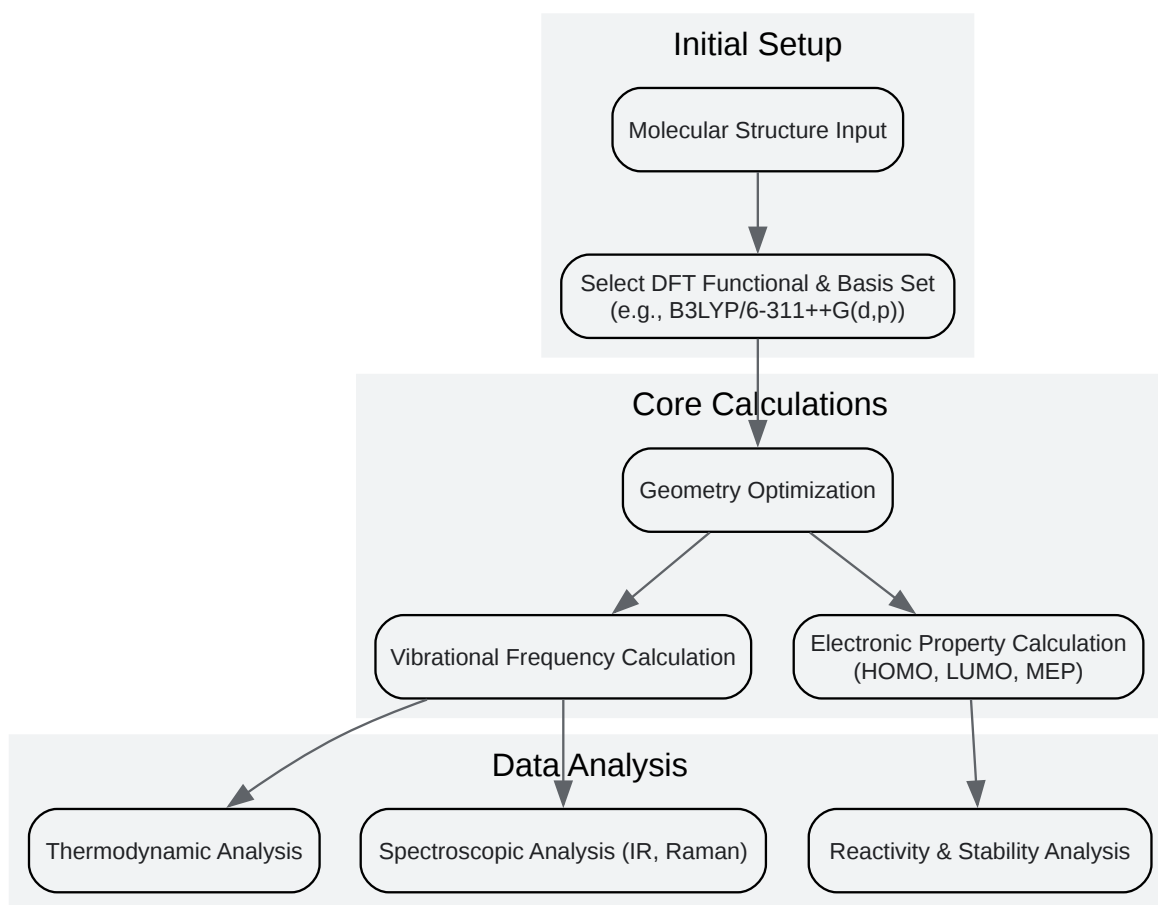 Initial Setup
Molecular Structure Input
Select DFT Functional & Basis Set
(e.g., B3LYP/6-311++G(d,p))
Core Calculations
Geometry Optimization
Vibrational Frequency Calculation
Electronic Property Calculation
(HOMO, LUMO, MEP)
Data Analysis
Thermodynamic Analysis
Spectroscopic Analysis (IR, Raman)
Reactivity & Stability Analysis